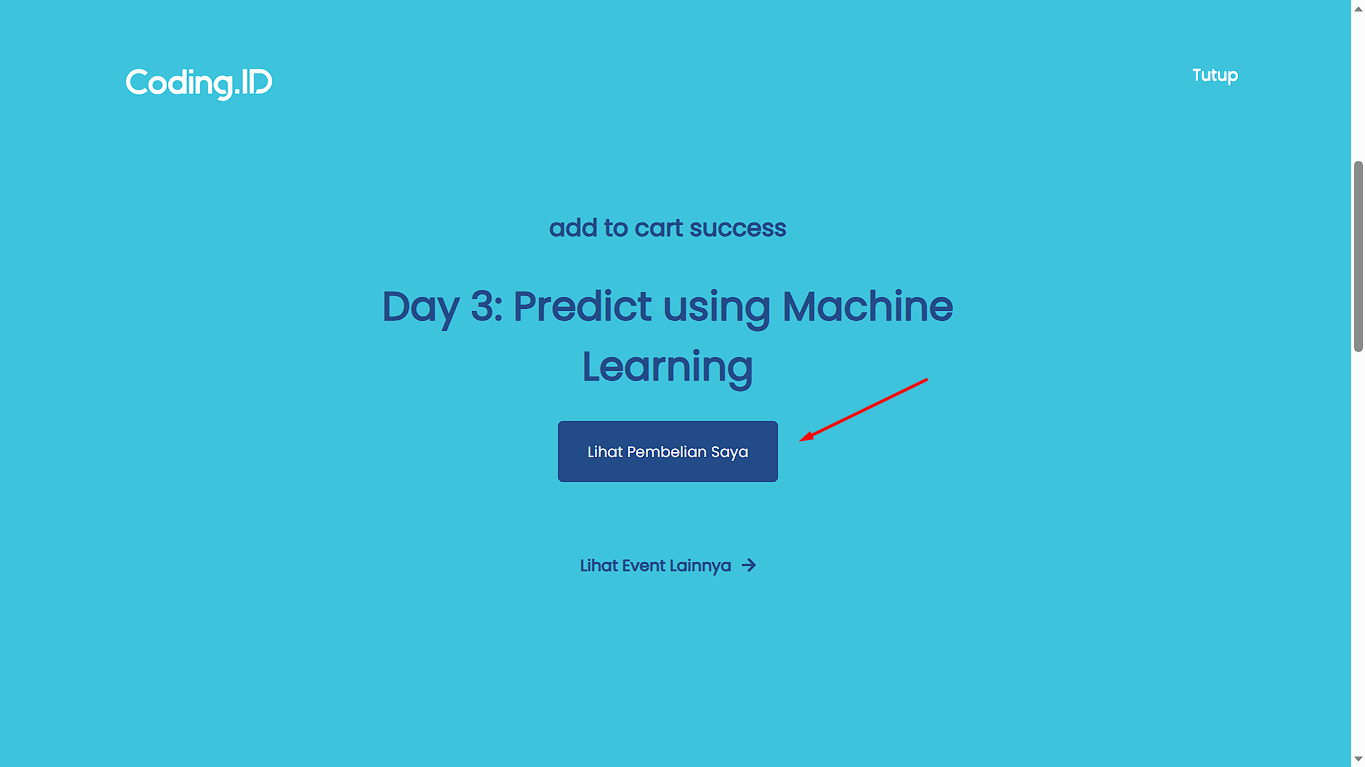 Coding.ID
Tutup
add to cart success
Day 3: Predict using Machine
Learning
Lihat Pembelian Saya
Lihat Event Lainnya →